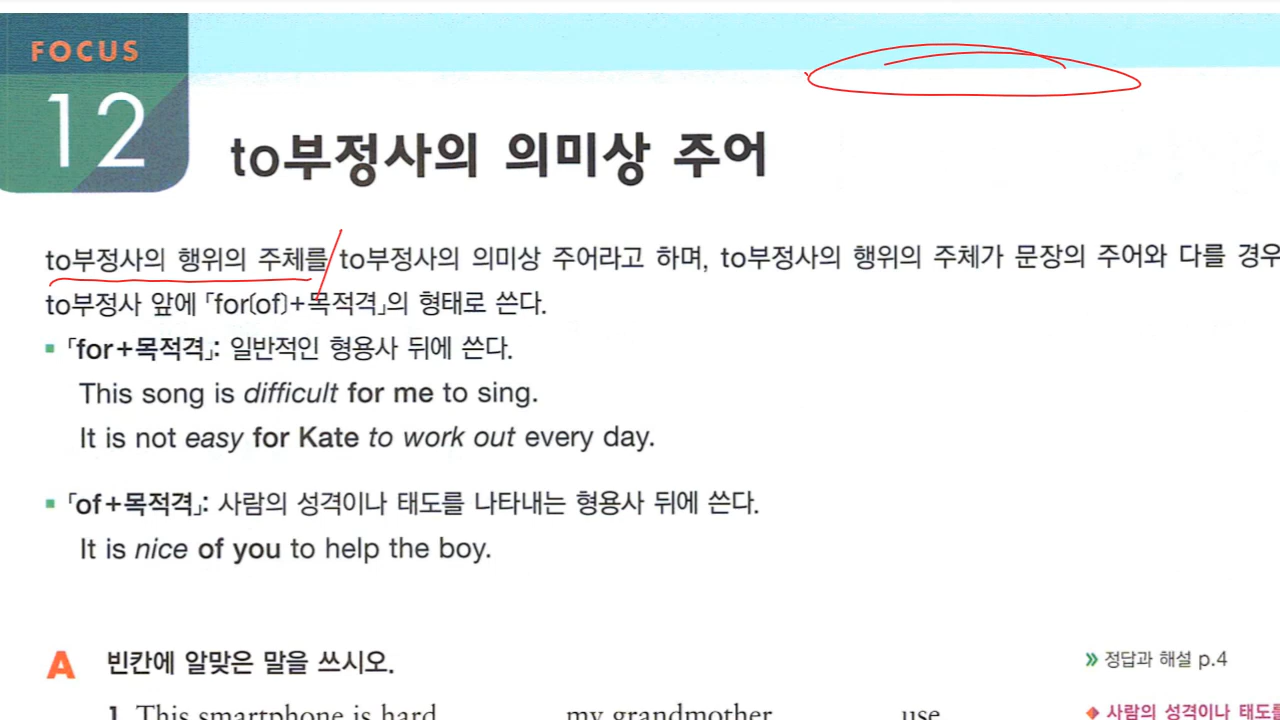 FOCUS
12
to부정사의 의미상 주어
to부정사의 행위의 주체를 to부정사의 의미상 주어라고 하며, to부정사의 행위의 주체가 문장의 주어와 다를 경우
to부정사 앞에 「for(of)+목적격」의 형태로 쓴다.
▪ 「for+목적격」: 일반적인 형용사 뒤에 쓴다.
This song is difficult for me to sing.
It is not easy for Kate to work out every day.
▪ 「of+목적격」: 사람의 성격이나 태도를 나타내는 형용사 뒤에 쓴다.
It is nice of you to help the boy.
A 빈칸에 알맞은 말을 쓰시오.
» 정답과 해설 p.4
1 This smartphone is hard my grandmother use
◆ 사람의 성격이나 태도를